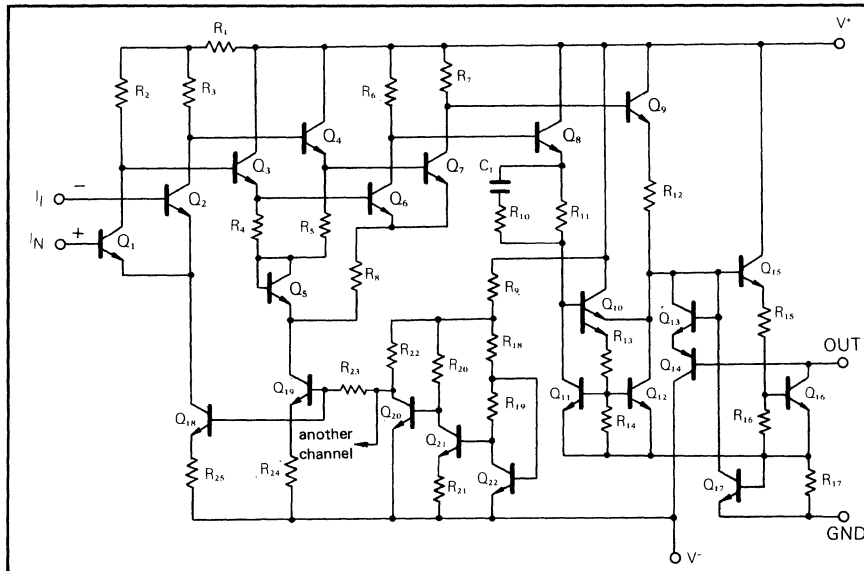 V⁺
R₁
R₂
R₃
Q₄
R₆
R₇
Q₉
Q₃
Q₈
Q₇
C₁
R₁₂
I₁ −
Q₂
Q₆
R₄
R₅
R₁₀
R₁₁
I_N +
Q₁
Q₅
R₈
R₉
Q₁₀
Q₁₅
Q₁₃
R₁₅
R₁₃
OUT
R₂₂
R₁₈
Q₁₄
R₂₃
R₂₀
Q₁₉
R₁₉
Q₁₁
Q₁₂
Q₁₆
Q₁₈
Q₂₀
R₁₄
R₁₆
another
channel
Q₂₁
R₂₅
R₂₄
R₂₁
Q₂₂
Q₁₇
R₁₇
GND
V⁻